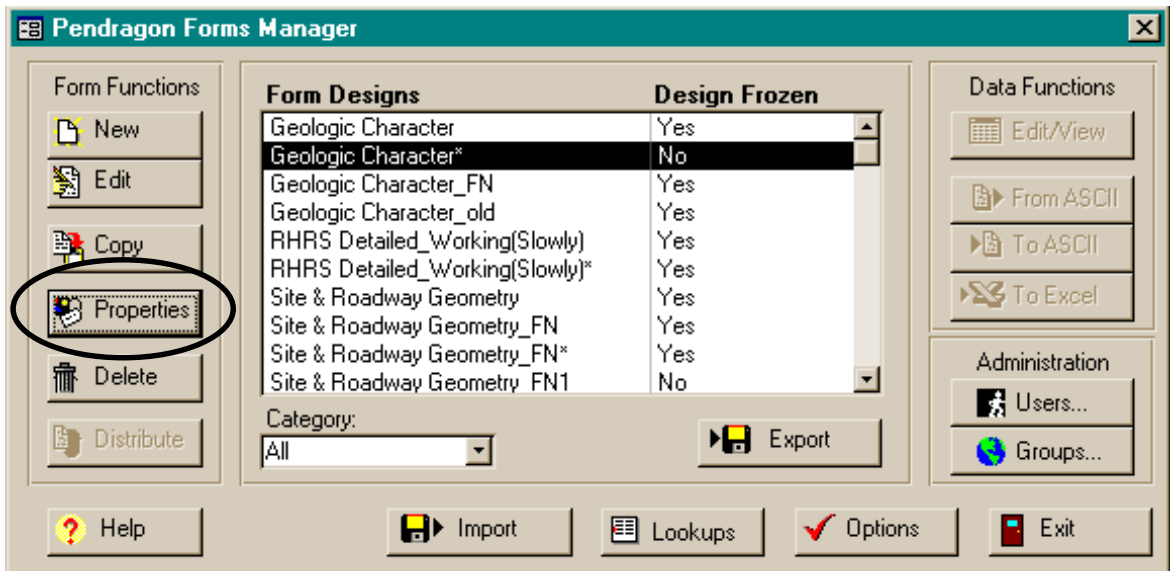 Pendragon Forms Manager
Form Functions
New
Edit
Copy
Properties
Delete
Distribute
Form Designs Design Frozen
Geologic Character Yes
Geologic Character* No
Geologic Character_FN Yes
Geologic Character_old Yes
RHRS Detailed_Working(Slowly) Yes
RHRS Detailed_Working(Slowly)* Yes
Site & Roadway Geometry Yes
Site & Roadway Geometry_FN Yes
Site & Roadway Geometry_FN* Yes
Site & Roadway Geometry_FN1 No
Category:
All
Export
Data Functions
Edit/View
From ASCII
To ASCII
To Excel
Administration
Users...
Groups...
Help
Import
Lookups
Options
Exit